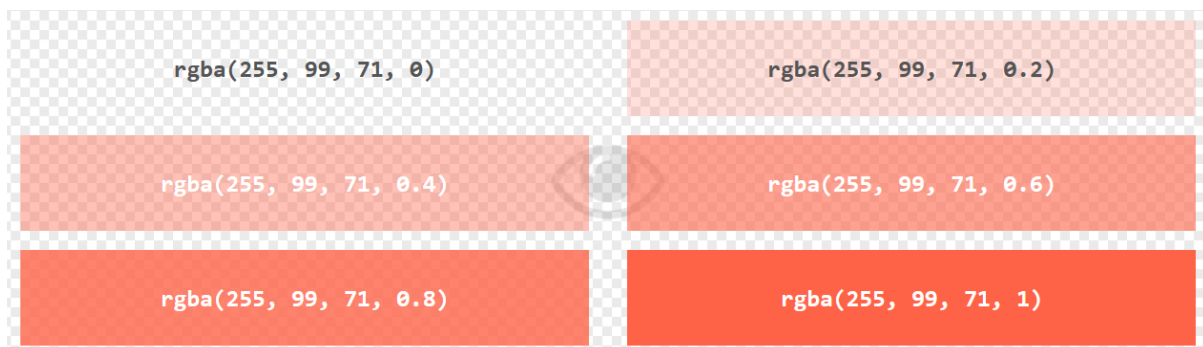 rgba(255, 99, 71, 0)
rgba(255, 99, 71, 0.2)
rgba(255, 99, 71, 0.4)
rgba(255, 99, 71, 0.6)
rgba(255, 99, 71, 0.8)
rgba(255, 99, 71, 1)